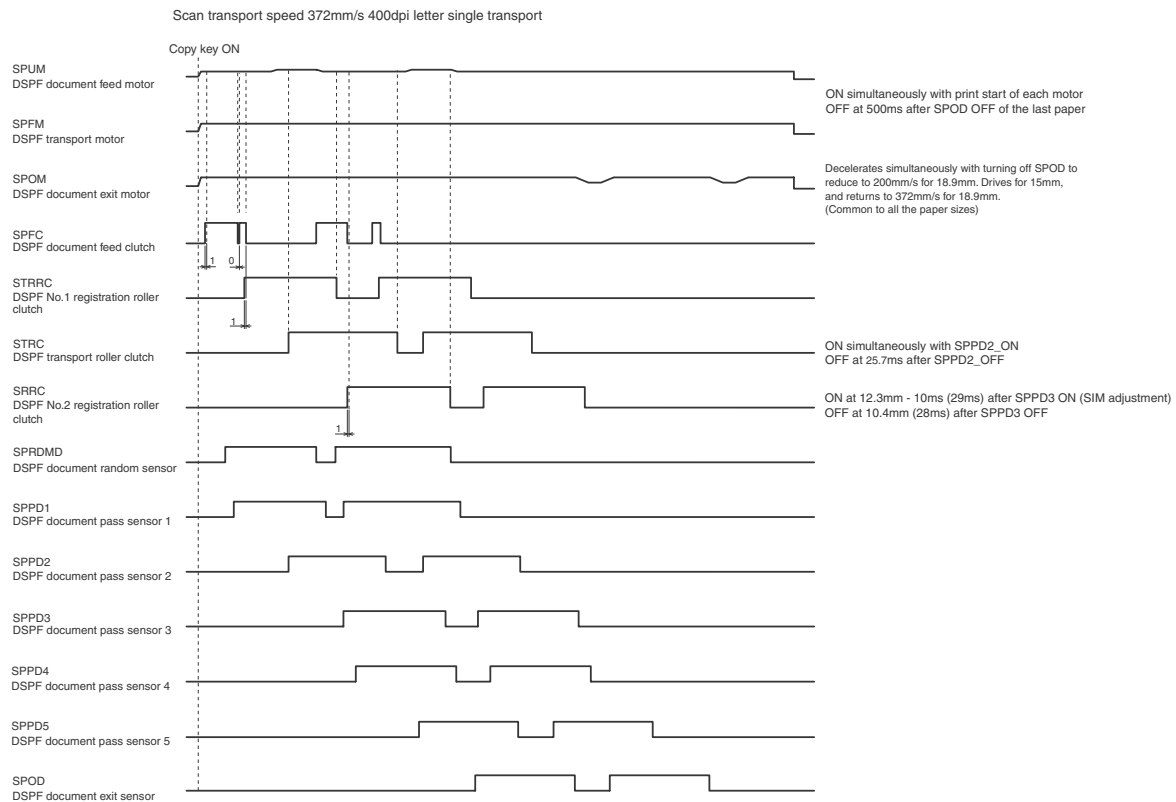 Scan transport speed 372mm/s 400dpi letter single transport
Copy key ON
SPUM
DSPF document feed motor
ON simultaneously with print start of each motor
OFF at 500ms after SPOD OFF of the last paper
SPFM
DSPF transport motor
SPOM
DSPF document exit motor
Decelerates simultaneously with turning off SPOD to
reduce to 200mm/s for 18.9mm. Drives for 15mm,
and returns to 372mm/s for 18.9mm.
(Common to all the paper sizes)
SPFC
DSPF document feed clutch
1 0
STRRC
DSPF No.1 registration roller
clutch
1
STRC
DSPF transport roller clutch
ON simultaneously with SPPD2_ON
OFF at 25.7ms after SPPD2_OFF
SRRC
DSPF No.2 registration roller
clutch
ON at 12.3mm - 10ms (29ms) after SPPD3 ON (SIM adjustment)
OFF at 10.4mm (28ms) after SPPD3 OFF
1
SPRDMD
DSPF document random sensor
SPPD1
DSPF document pass sensor 1
SPPD2
DSPF document pass sensor 2
SPPD3
DSPF document pass sensor 3
SPPD4
DSPF document pass sensor 4
SPPD5
DSPF document pass sensor 5
SPOD
DSPF document exit sensor